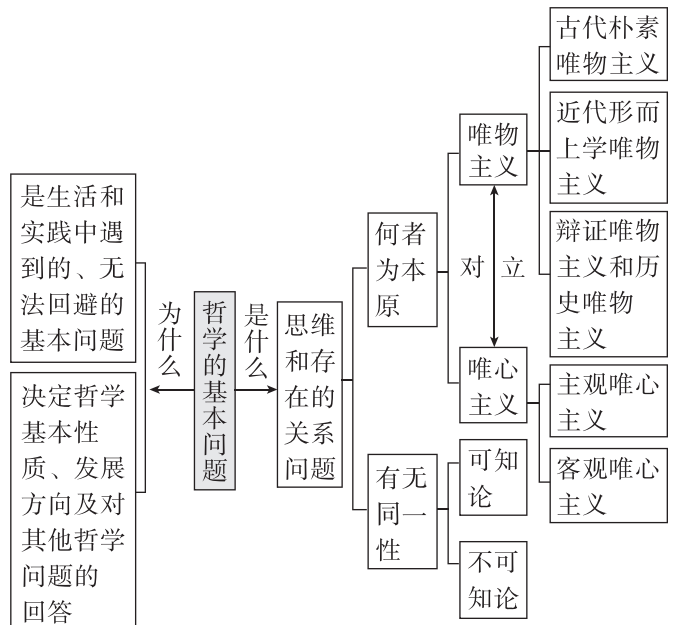 是生活和
实践中遇
到的、无
法回避的
基本问题
决定哲学
基本性
质、发展
方向及对
其他哲学
问题的
回答
为什么
哲学的基本问题
是什么
思维
和存
在的
关系
问题
何者
为本
原
有无
同一
性
唯物
主义
对 立
唯心
主义
可知
论
不可
知论
古代朴素
唯物主义
近代形而
上学唯物
主义
辩证唯物
主义和历
史唯物
主义
主观唯心
主义
客观唯心
主义